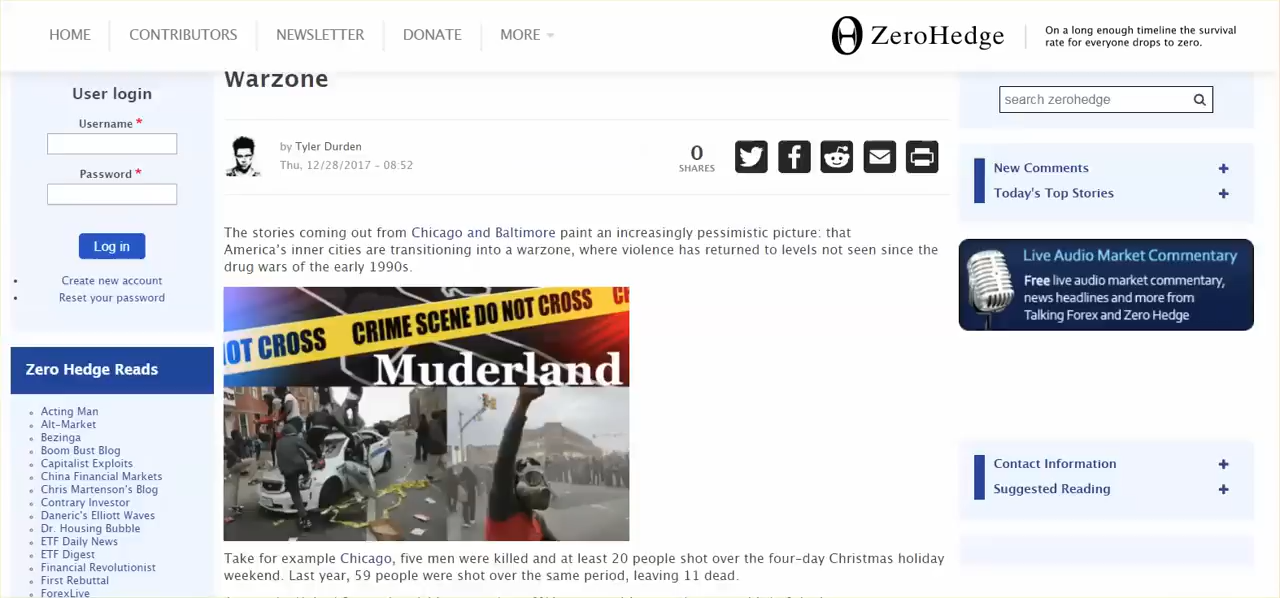 HOME
CONTRIBUTORS
NEWSLETTER
DONATE
MORE
ZeroHedge
On a long enough timeline the survival
rate for everyone drops to zero.
User login
Username *
Password *
Log in
Create new account
Reset your password
Zero Hedge Reads
Acting Man
Alt-Market
Bezinga
Boom Bust Blog
Capitalist Exploits
China Financial Markets
Chris Martenson's Blog
Contrary Investor
Daneric's Elliott Waves
Dr. Housing Bubble
ETF Daily News
ETF Digest
Financial Revolutionist
First Rebuttal
ForexLive
Warzone
by Tyler Durden
Thu, 12/28/2017 - 08:52
0
SHARES
The stories coming out from Chicago and Baltimore paint an increasingly pessimistic picture: that
America's inner cities are transitioning into a warzone, where violence has returned to levels not seen since the
drug wars of the early 1990s.
NOT CROSS CRIME SCENE DO NOT CROSS
Muderland
Take for example Chicago, five men were killed and at least 20 people shot over the four-day Christmas holiday
weekend. Last year, 59 people were shot over the same period, leaving 11 dead.
search zerohedge
New Comments +
Today's Top Stories +
Live Audio Market Commentary
Free live audio market commentary,
news headlines and more from
Talking Forex and Zero Hedge
Contact Information +
Suggested Reading +